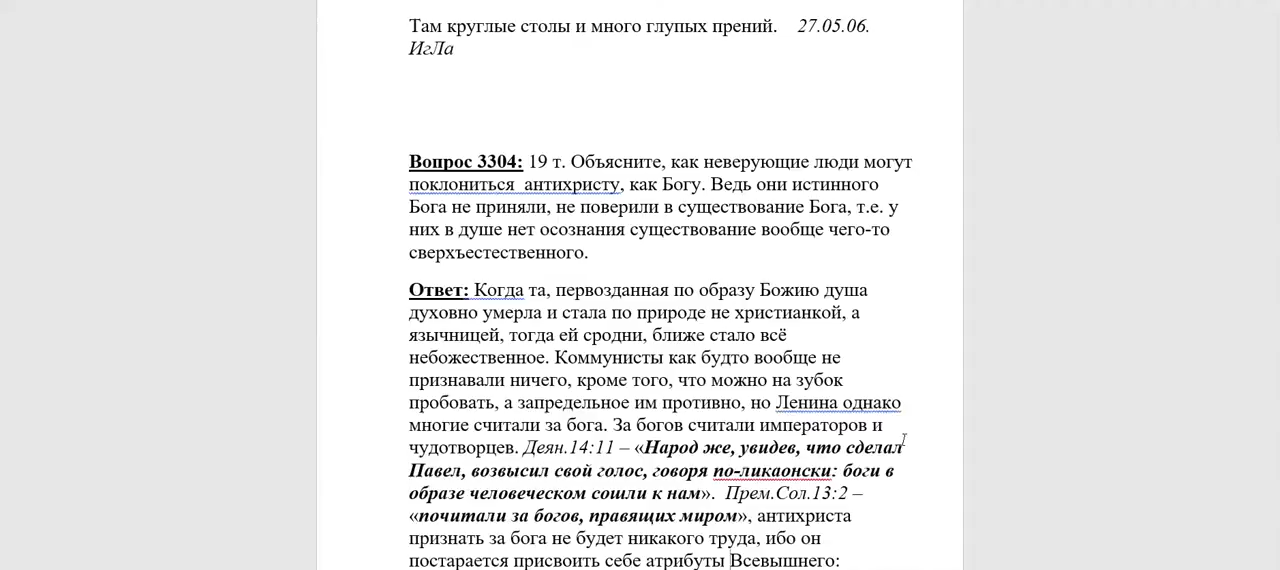 Там круглые столы и много глупых прений. 27.05.06.
ИгЛа
Вопрос 3304: 19 т. Объясните, как неверующие люди могут
поклониться антихристу, как Богу. Ведь они истинного
Бога не приняли, не поверили в существование Бога, т.е. у
них в душе нет осознания существование вообще чего-то
сверхъестественного.
Ответ: Когда та, первозданная по образу Божию душа
духовно умерла и стала по природе не христианкой, а
язычницей, тогда ей сродни, ближе стало всё
небожественное. Коммунисты как будто вообще не
признавали ничего, кроме того, что можно на зубок
пробовать, а запредельное им противно, но Ленина однако
многие считали за бога. За богов считали императоров и
чудотворцев. Деян.14:11 – «Народ же, увидев, что сделал
Павел, возвысил свой голос, говоря по-ликаонски: боги в
образе человеческом сошли к нам». Прем.Сол.13:2 –
«почитали за богов, правящих миром», антихриста
признать за бога не будет никакого труда, ибо он
постарается присвоить себе атрибуты Всевышнего: